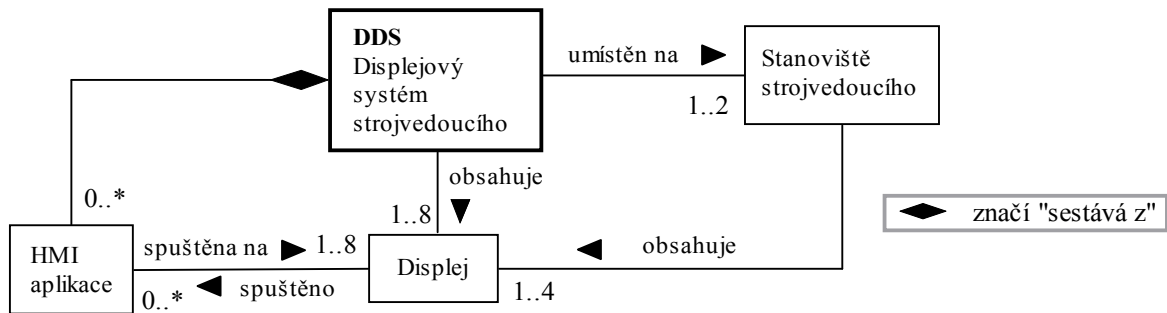 DDS
Displejový
systém
strojvedoucího
umístěn na
Stanoviště
strojvedoucího
1..2
obsahuje
0..*
1..8
značí "sestává z"
HMI
aplikace
spuštěna na
1..8
Displej
obsahuje
0..*
spuštěno
1..4